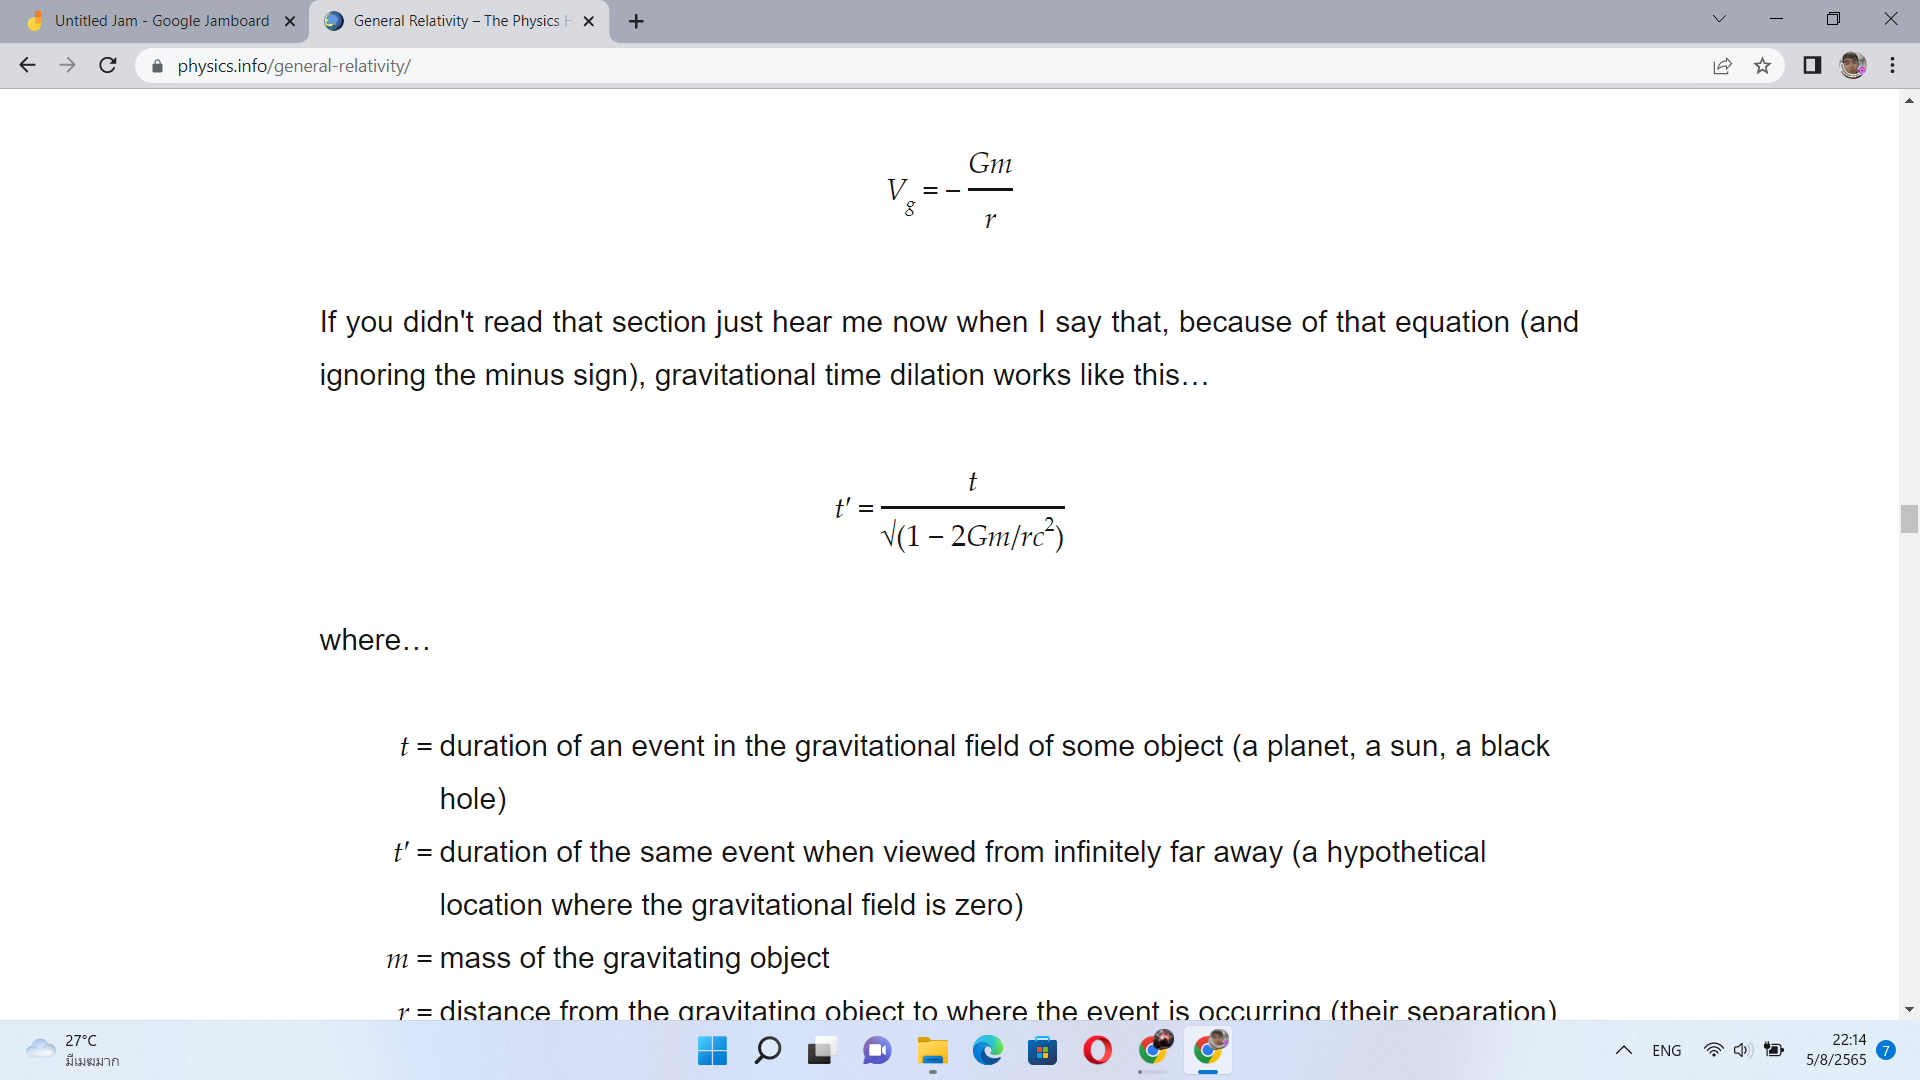 Untitled Jam - Google Jamboard
General Relativity – The Physics H
physics.info/general-relativity/
V_g = − Gm / r
If you didn't read that section just hear me now when I say that, because of that equation (and
ignoring the minus sign), gravitational time dilation works like this…
t′ = t / √(1 − 2Gm/rc²)
where…
t = duration of an event in the gravitational field of some object (a planet, a sun, a black
hole)
t′ = duration of the same event when viewed from infinitely far away (a hypothetical
location where the gravitational field is zero)
m = mass of the gravitating object
r = distance from the gravitating object to where the event is occurring (their separation)
27°C
มีเมฆมาก
ENG
22:14
5/8/2565
7